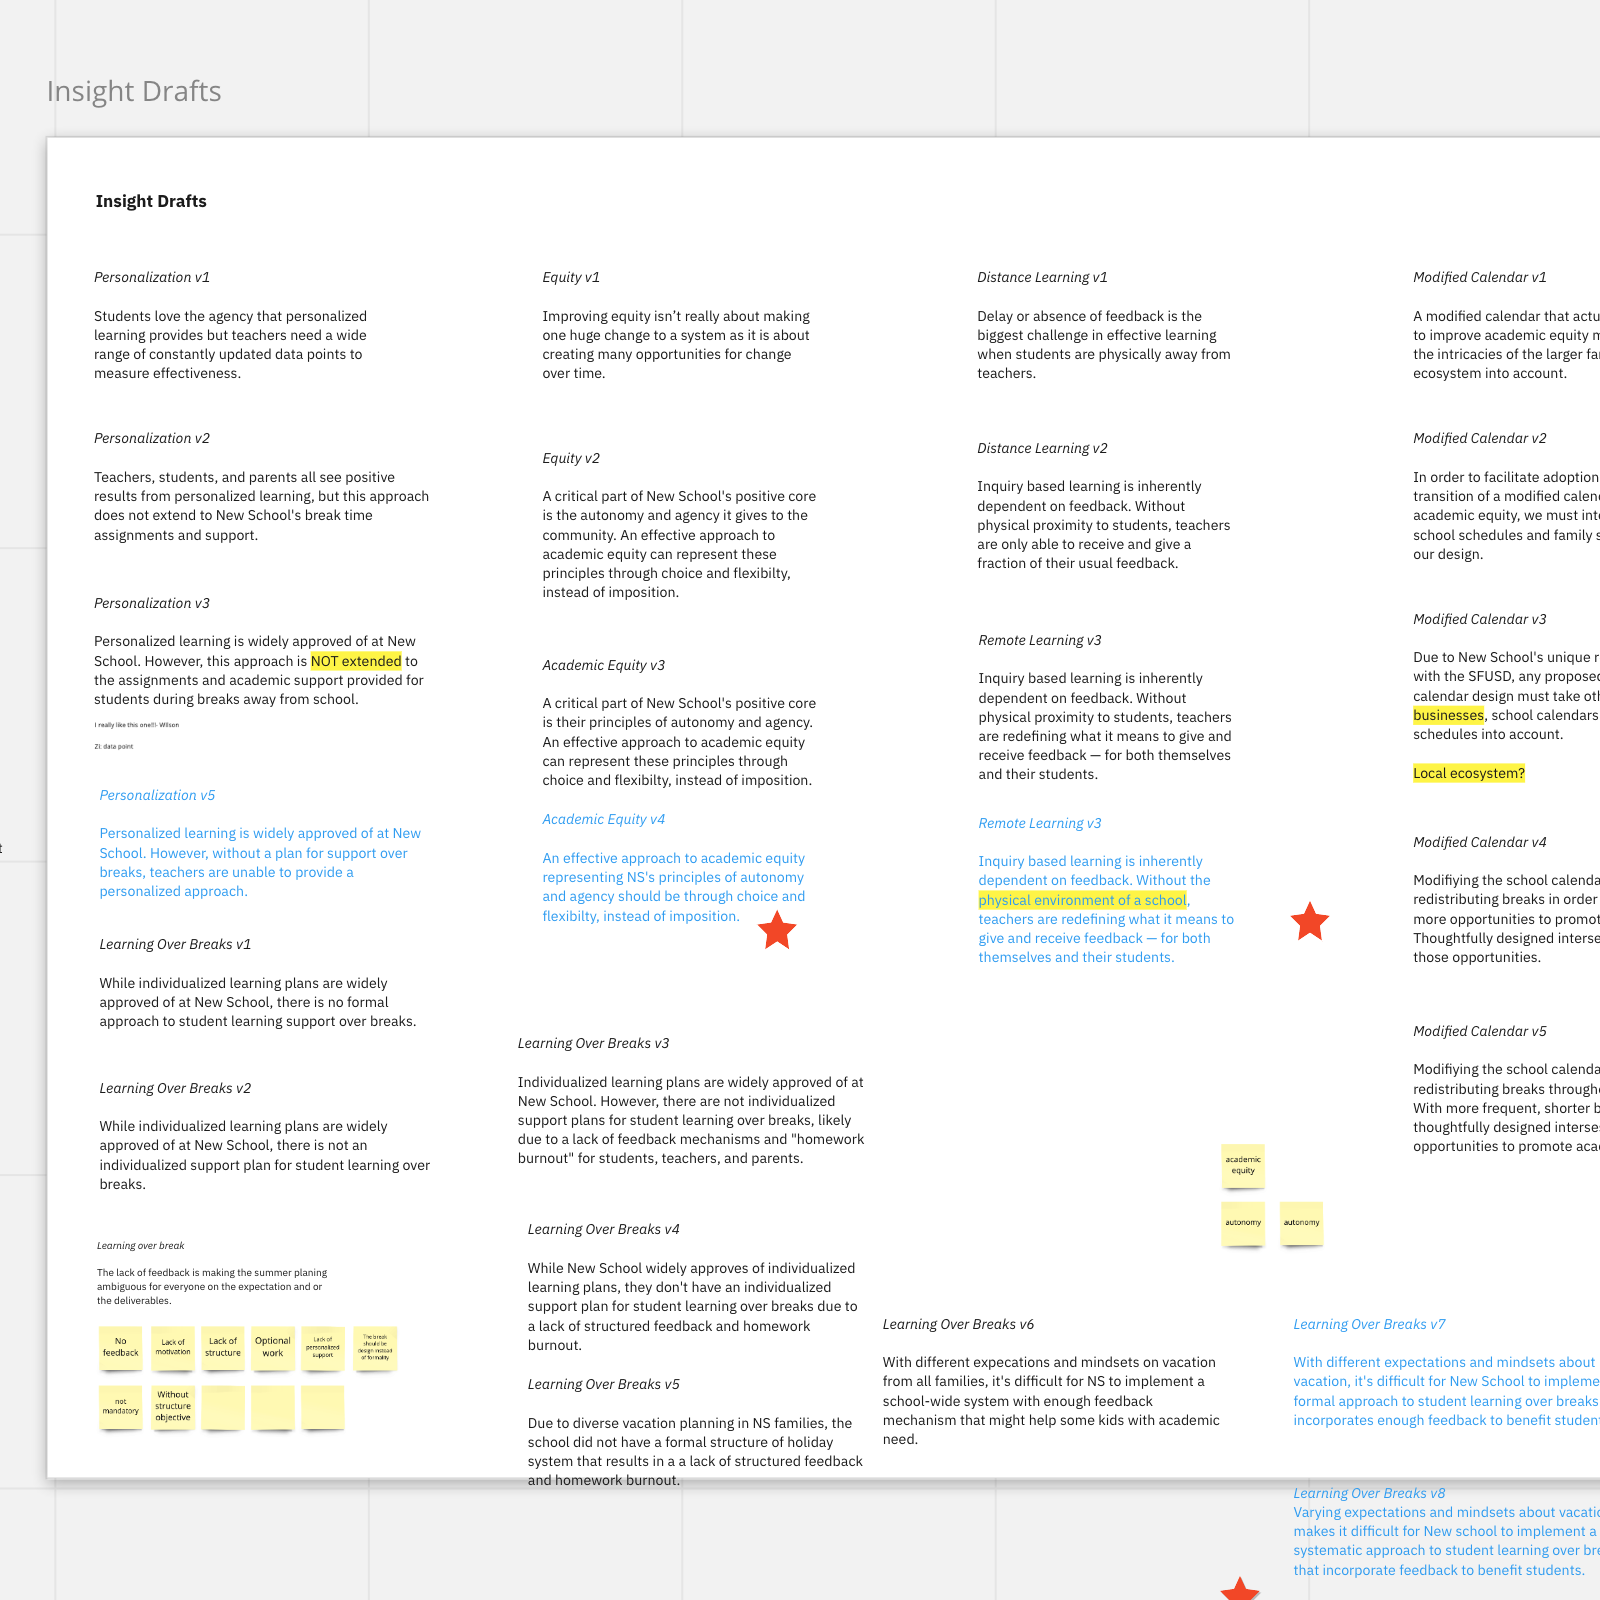 Insight Drafts
Insight Drafts
Personalization v1
Students love the agency that personalized
learning provides but teachers need a wide
range of constantly updated data points to
measure effectiveness.
Personalization v2
Teachers, students, and parents all see positive
results from personalized learning, but this approach
does not extend to New School's break time
assignments and support.
Personalization v3
Personalized learning is widely approved of at New
School. However, this approach is NOT extended to
the assignments and academic support provided for
students during breaks away from school.
I really like this one!!!- Wilson
ZI: data point
Personalization v5
Personalized learning is widely approved of at New
School. However, without a plan for support over
breaks, teachers are unable to provide a
personalized approach.
Learning Over Breaks v1
While individualized learning plans are widely
approved of at New School, there is no formal
approach to student learning support over breaks.
Learning Over Breaks v2
While individualized learning plans are widely
approved of at New School, there is not an
individualized support plan for student learning over
breaks.
Learning over break
The lack of feedback is making the summer planing
ambiguous for everyone on the expectation and or
the deliverables.
No
feedback
Lack of
motivation
Lack of
structure
Optional
work
Lack of
personalized
support
The break
should be
design instead
of formality
not
mandatory
Without
structure
objective
Equity v1
Improving equity isn’t really about making
one huge change to a system as it is about
creating many opportunities for change
over time.
Equity v2
A critical part of New School's positive core
is the autonomy and agency it gives to the
community. An effective approach to
academic equity can represent these
principles through choice and flexibilty,
instead of imposition.
Academic Equity v3
A critical part of New School's positive core
is their principles of autonomy and agency.
An effective approach to academic equity
can represent these principles through
choice and flexibilty, instead of imposition.
Academic Equity v4
An effective approach to academic equity
representing NS's principles of autonomy
and agency should be through choice and
flexibilty, instead of imposition.
Learning Over Breaks v3
Individualized learning plans are widely approved of at
New School. However, there are not individualized
support plans for student learning over breaks, likely
due to a lack of feedback mechanisms and "homework
burnout" for students, teachers, and parents.
Learning Over Breaks v4
While New School widely approves of individualized
learning plans, they don't have an individualized
support plan for student learning over breaks due to
a lack of structured feedback and homework
burnout.
Learning Over Breaks v5
Due to diverse vacation planning in NS families, the
school did not have a formal structure of holiday
system that results in a a lack of structured feedback
and homework burnout.
Distance Learning v1
Delay or absence of feedback is the
biggest challenge in effective learning
when students are physically away from
teachers.
Distance Learning v2
Inquiry based learning is inherently
dependent on feedback. Without
physical proximity to students, teachers
are only able to receive and give a
fraction of their usual feedback.
Remote Learning v3
Inquiry based learning is inherently
dependent on feedback. Without
physical proximity to students, teachers
are redefining what it means to give and
receive feedback — for both themselves
and their students.
Remote Learning v3
Inquiry based learning is inherently
dependent on feedback. Without the
physical environment of a school,
teachers are redefining what it means to
give and receive feedback — for both
themselves and their students.
academic
equity
autonomy
autonomy
Learning Over Breaks v6
With different expecations and mindsets on vacation
from all families, it's difficult for NS to implement a
school-wide system with enough feedback
mechanism that might help some kids with academic
need.
Modified Calendar v1
A modified calendar that actu
to improve academic equity m
the intricacies of the larger fa
ecosystem into account.
Modified Calendar v2
In order to facilitate adoption
transition of a modified calen
academic equity, we must int
school schedules and family s
our design.
Modified Calendar v3
Due to New School's unique r
with the SFUSD, any proposed
calendar design must take oth
businesses, school calendars
schedules into account.
Local ecosystem?
Modified Calendar v4
Modifiying the school calenda
redistributing breaks in order
more opportunities to promot
Thoughtfully designed interse
those opportunities.
Modified Calendar v5
Modifiying the school calenda
redistributing breaks through
With more frequent, shorter b
thoughtfully designed interse
opportunities to promote aca
Learning Over Breaks v7
With different expectations and mindsets about
vacation, it's difficult for New School to impleme
formal approach to student learning over breaks
incorporates enough feedback to benefit student
Learning Over Breaks v8
Varying expectations and mindsets about vacatio
makes it difficult for New school to implement a
systematic approach to student learning over bre
that incorporate feedback to benefit students.